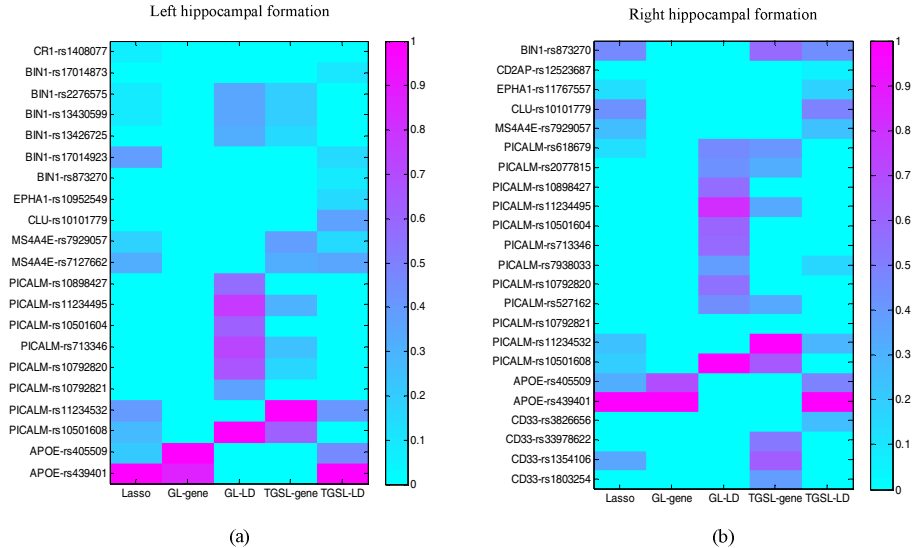 Left hippocampal formation
CR1-rs1408077
BIN1-rs17014873
BIN1-rs2276575
BIN1-rs13430599
BIN1-rs13426725
BIN1-rs17014923
BIN1-rs873270
EPHA1-rs10952549
CLU-rs10101779
MS4A4E-rs7929057
MS4A4E-rs7127662
PICALM-rs10898427
PICALM-rs11234495
PICALM-rs10501604
PICALM-rs713346
PICALM-rs10792820
PICALM-rs10792821
PICALM-rs11234532
PICALM-rs10501608
APOE-rs405509
APOE-rs439401
Lasso GL-gene GL-LD TGSL-gene TGSL-LD
1
0.9
0.8
0.7
0.6
0.5
0.4
0.3
0.2
0.1
0
(a)
Right hippocampal formation
BIN1-rs873270
CD2AP-rs12523687
EPHA1-rs11767557
CLU-rs10101779
MS4A4E-rs7929057
PICALM-rs618679
PICALM-rs2077815
PICALM-rs10898427
PICALM-rs11234495
PICALM-rs10501604
PICALM-rs713346
PICALM-rs7938033
PICALM-rs10792820
PICALM-rs527162
PICALM-rs10792821
PICALM-rs11234532
PICALM-rs10501608
APOE-rs405509
APOE-rs439401
CD33-rs3826656
CD33-rs33978622
CD33-rs1354106
CD33-rs1803254
Lasso GL-gene GL-LD TGSL-gene TGSL-LD
1
0.9
0.8
0.7
0.6
0.5
0.4
0.3
0.2
0.1
0
(b)